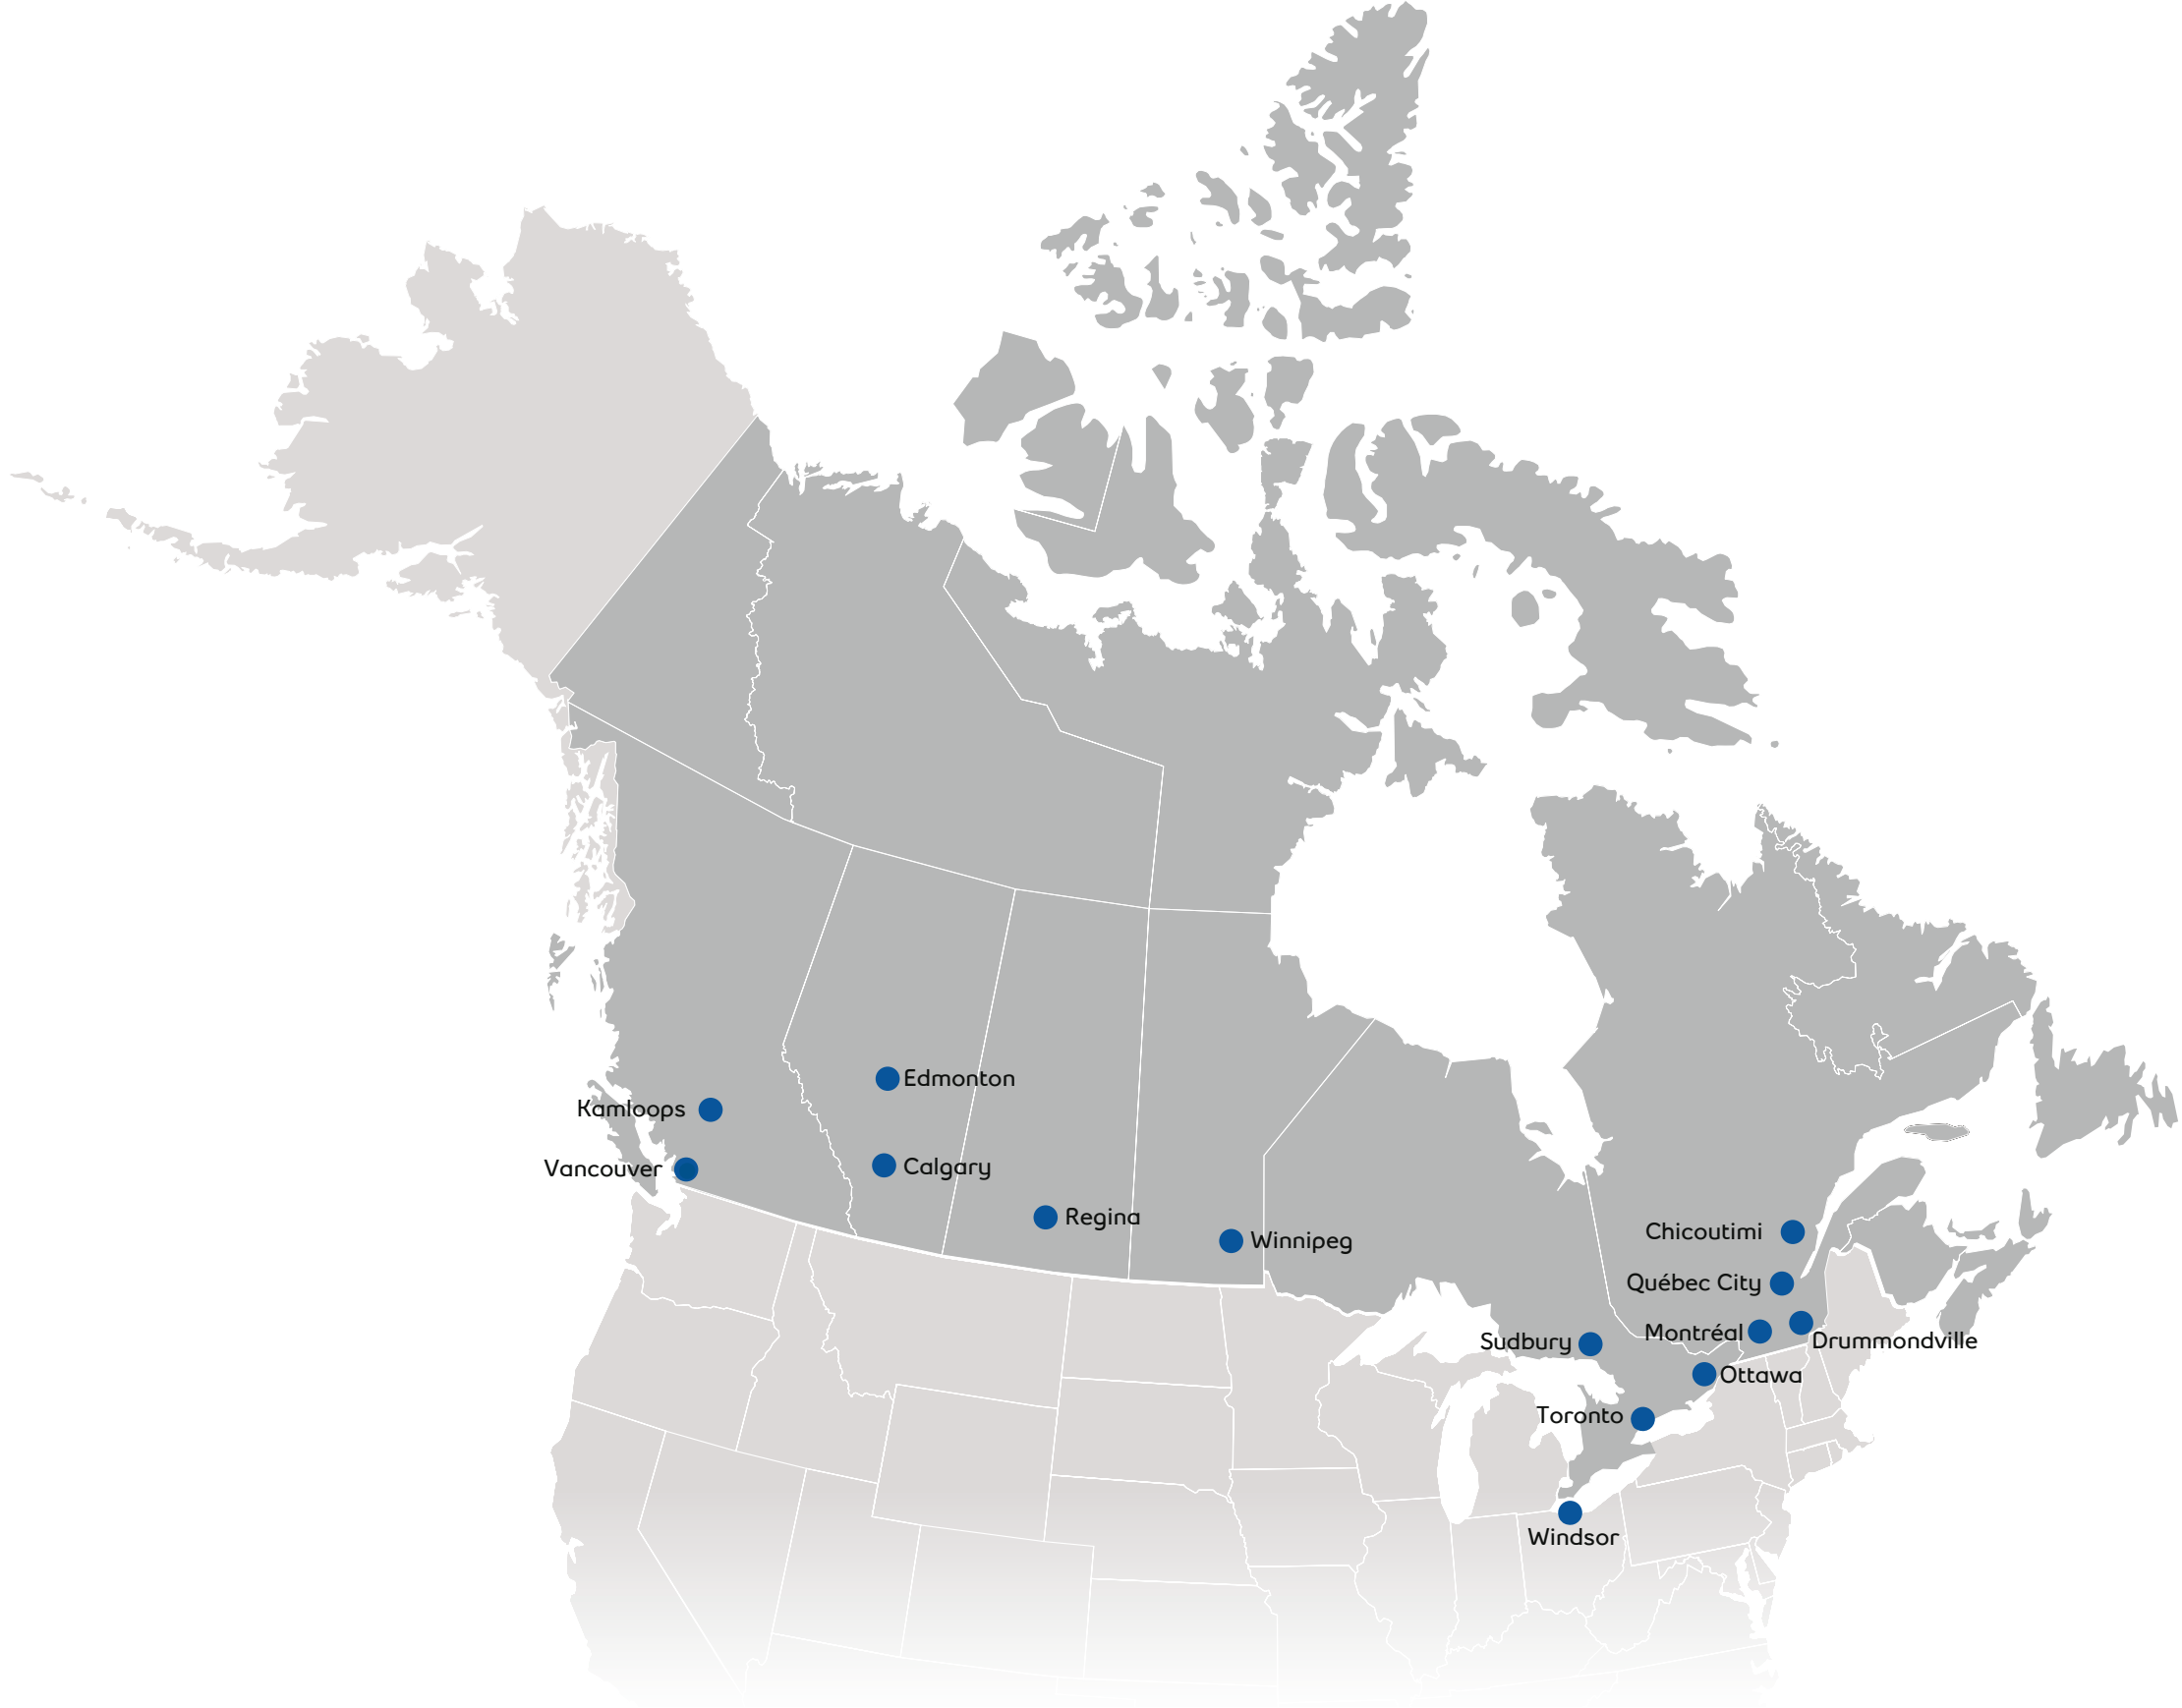 Edmonton
Kamloops
Vancouver
Calgary
Regina
Winnipeg
Chicoutimi
Québec City
Montréal
Drummondville
Sudbury
Ottawa
Toronto
Windsor